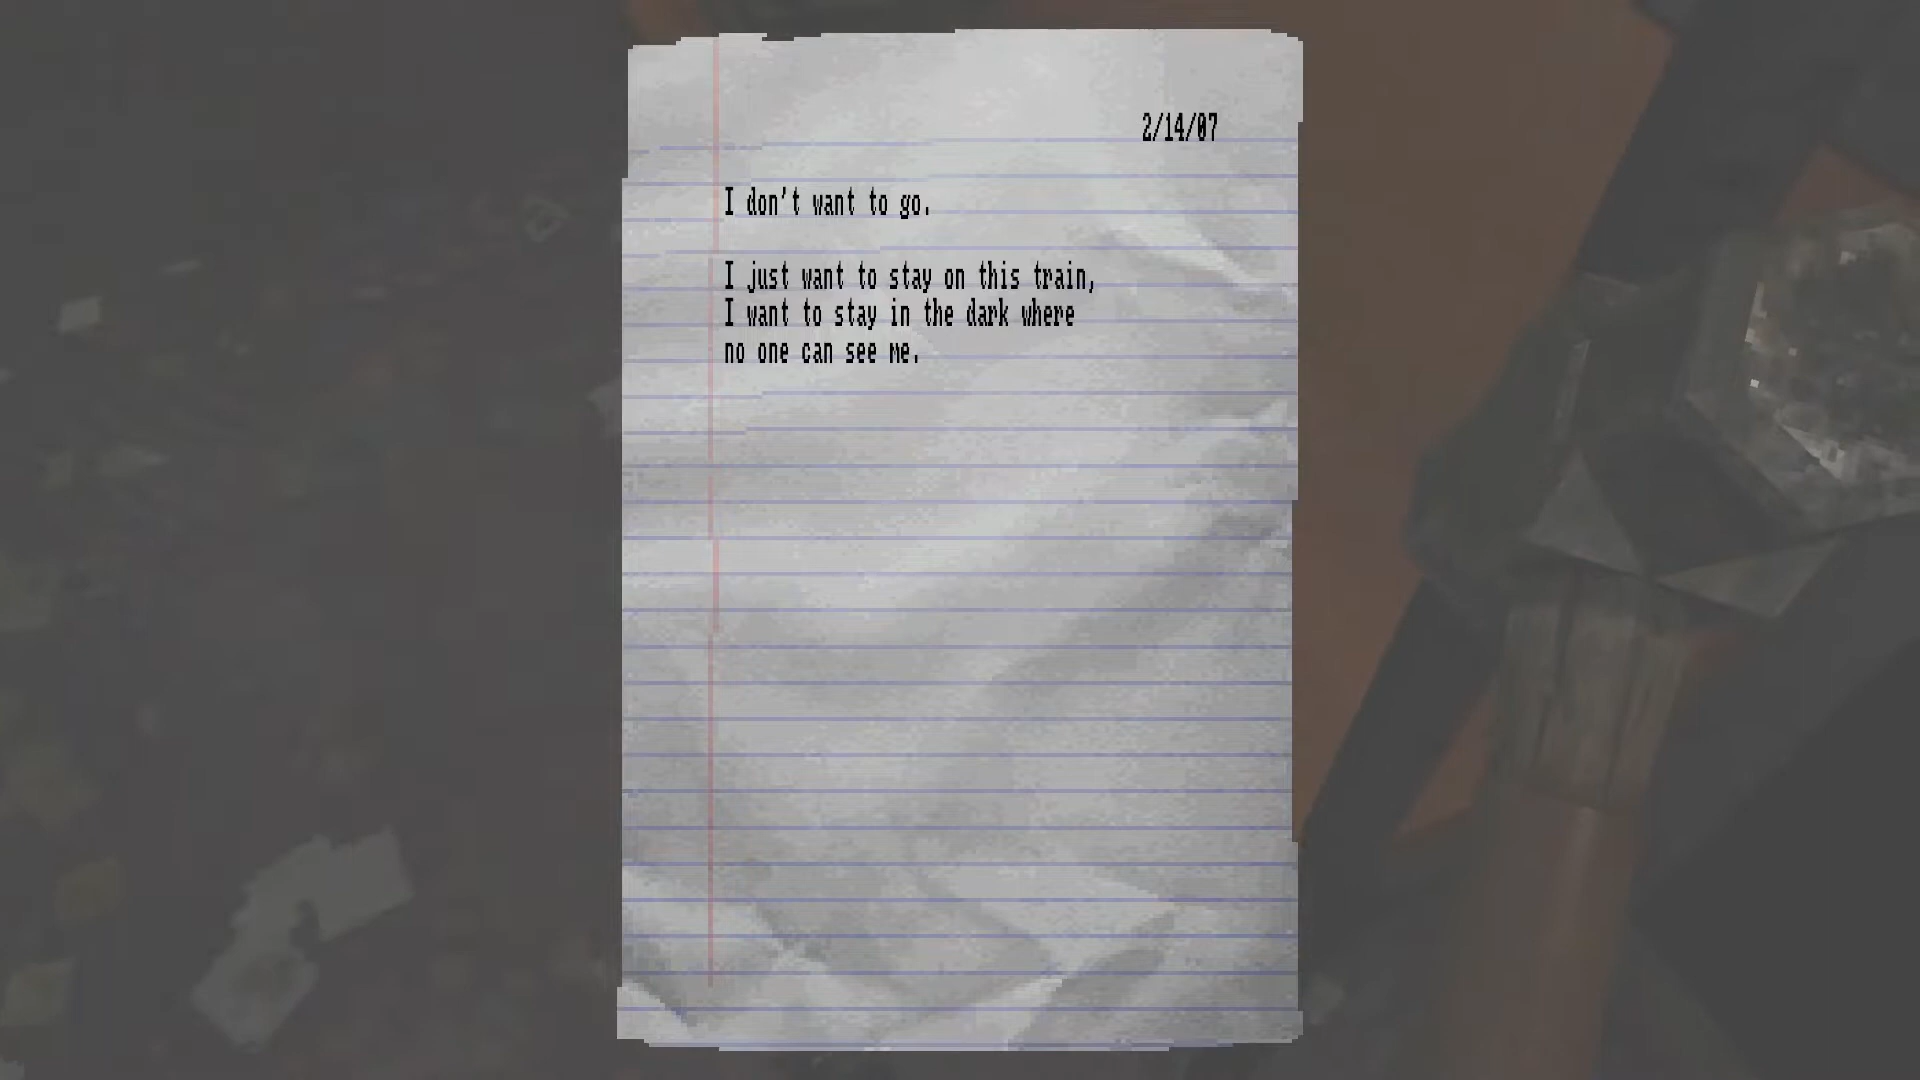 2/14/07
I don't want to go.
I just want to stay on this train,
I want to stay in the dark where
no one can see me.